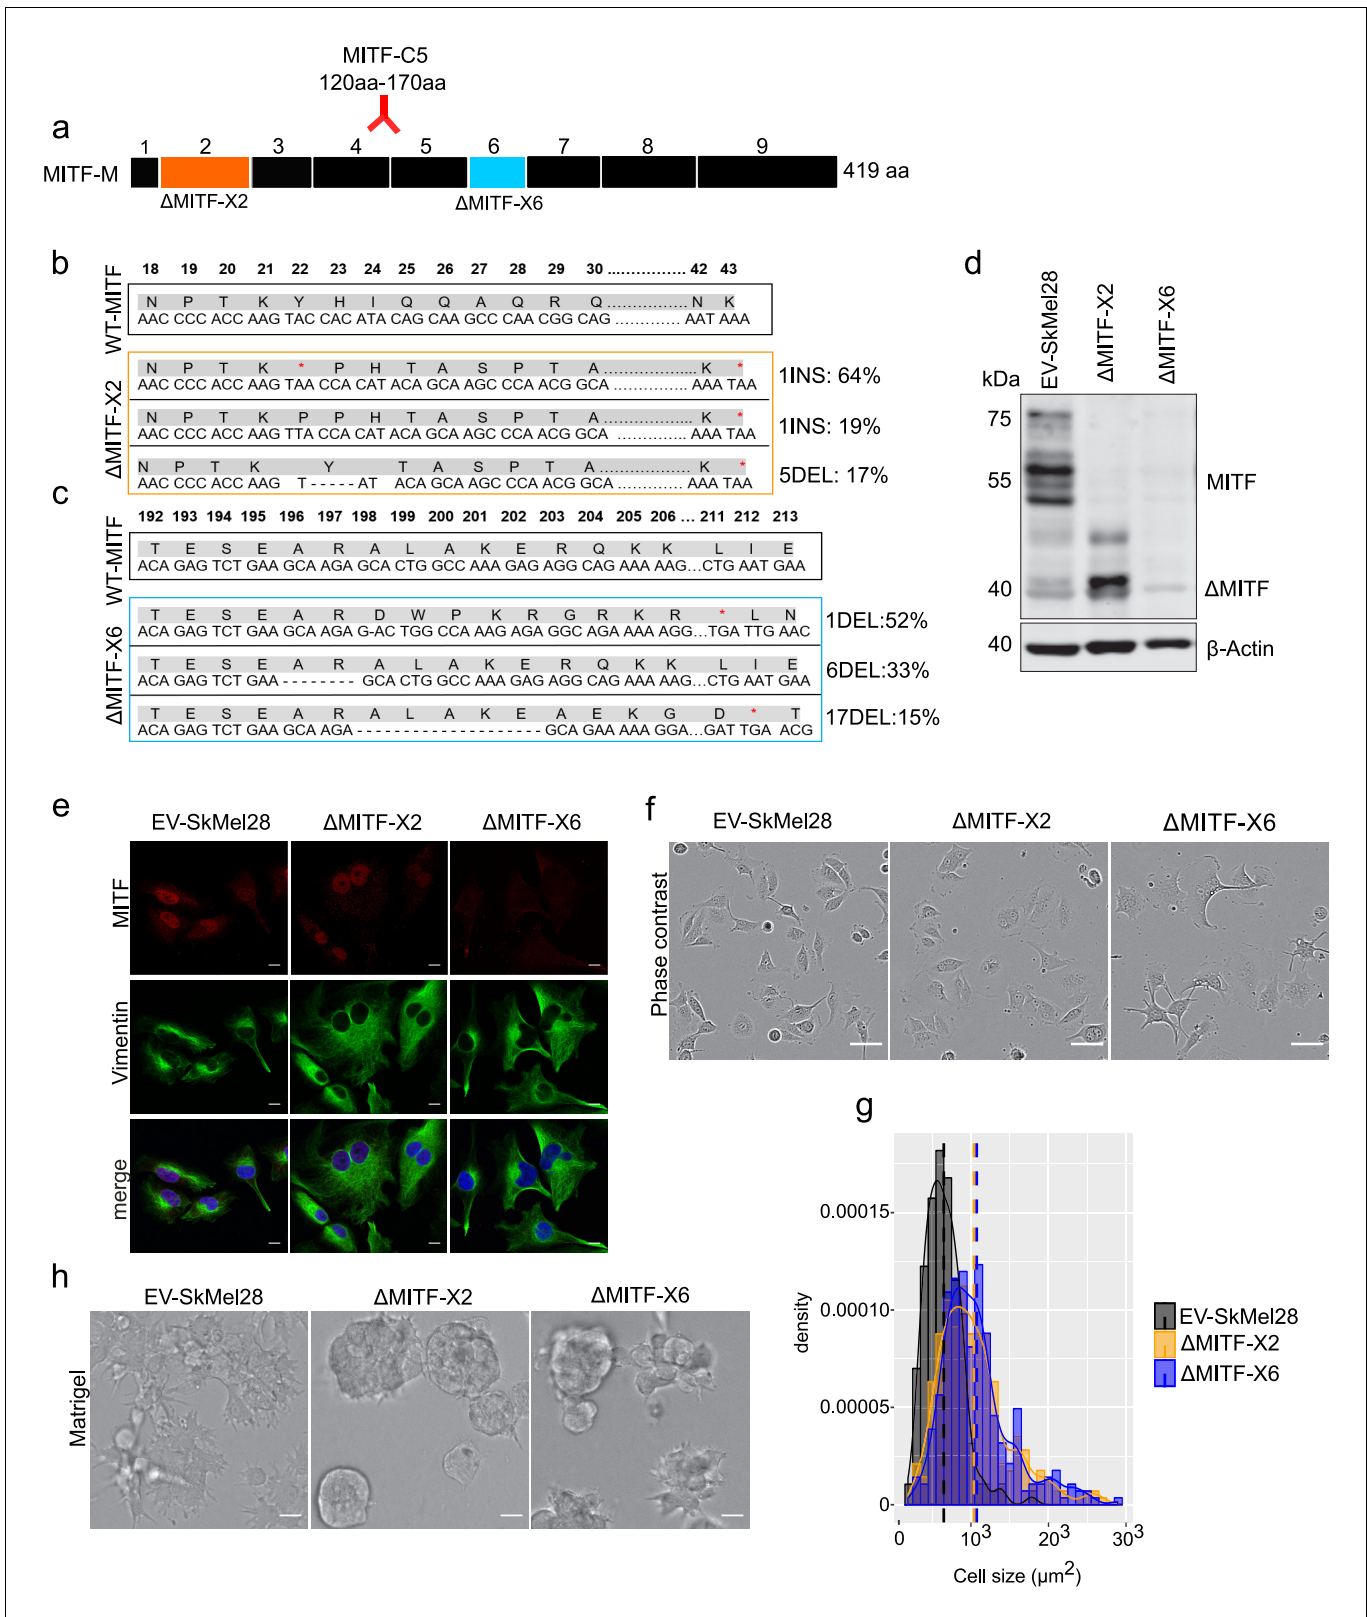 MITF-C5
120aa-170aa
a
1 2 3 4 5 6 7 8 9
MITF-M
419 aa
ΔMITF-X2
ΔMITF-X6
b
WT-MITF
18 19 20 21 22 23 24 25 26 27 28 29 30 ................ 42 43
N P T K Y H I Q Q A Q R Q ................ N K
AAC CCC ACC AAG TAC CAC ATA CAG CAA GCC CAA CGG CAG ............. AAT AAA
ΔMITF-X2
N P T K * P H T A S P T A .................. K *
AAC CCC ACC AAG TAA CCA CAT ACA GCA AGC CCA ACG GCA ............. AAA TAA
1INS: 64%
N P T K P P H T A S P T A .................. K *
AAC CCC ACC AAG TTA CCA CAT ACA GCA AGC CCA ACG GCA ............. AAA TAA
1INS: 19%
N P T K Y T A S P T A ................ K *
AAC CCC ACC AAG T-----AT ACA GCA AGC CCA ACG GCA ............. AAA TAA
5DEL: 17%
c
WT-MITF
192 193 194 195 196 197 198 199 200 201 202 203 204 205 206 ... 211 212 213
T E S E A R A L A K E R Q K K L I E
ACA GAG TCT GAA GCA AGA GCA CTG GCC AAA GAG AGG CAG AAA AAG...CTG AAT GAA
ΔMITF-X6
T E S E A R D W P K R G R K R * L N
ACA GAG TCT GAA GCA AGA G-AC TGG CCA AAG AGA GGC AGA AAA AGG...TGA TTG AAC
1DEL:52%
T E S E A R A L A K E R Q K K L I E
ACA GAG TCT GAA -------- GCA CTG GCC AAA GAG AGG CAG AAA AAG...CTG AAT GAA
6DEL:33%
T E S E A R A L A K E A E K G D * T
ACA GAG TCT GAA GCA AGA -------------------- GCA GAA AAA GGA...GAT TGA ACG
17DEL:15%
d
EV-SkMel28
ΔMITF-X2
ΔMITF-X6
kDa
75
55
MITF
40
ΔMITF
40
β-Actin
e
EV-SkMel28 ΔMITF-X2 ΔMITF-X6
MITF
Vimentin
merge
f
EV-SkMel28 ΔMITF-X2 ΔMITF-X6
Phase contrast
g
density
0.00015
0.00010
0.00005
0
0 10³ 20³ 30³
Cell size (µm²)
EV-SkMel28
ΔMITF-X2
ΔMITF-X6
h
EV-SkMel28 ΔMITF-X2 ΔMITF-X6
Matrigel